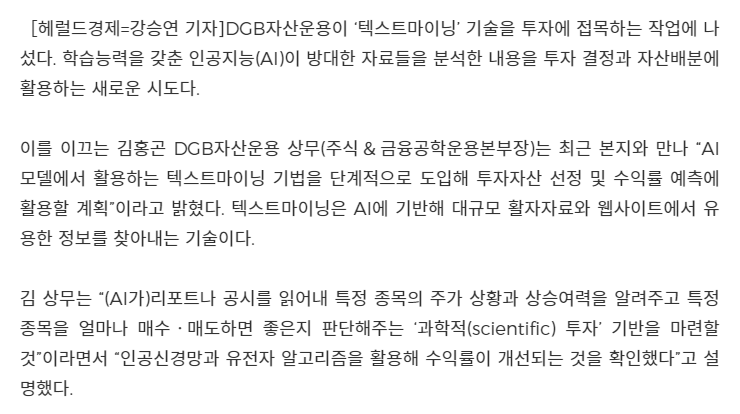 [헤럴드경제=강승연 기자]DGB자산운용이 ‘텍스트마이닝’ 기술을 투자에 접목하는 작업에 나
섰다. 학습능력을 갖춘 인공지능(AI)이 방대한 자료들을 분석한 내용을 투자 결정과 자산배분에
활용하는 새로운 시도다.
이를 이끄는 김홍곤 DGB자산운용 상무(주식 & 금융공학운용본부장)는 최근 본지와 만나 “AI
모델에서 활용하는 텍스트마이닝 기법을 단계적으로 도입해 투자자산 선정 및 수익률 예측에
활용할 계획”이라고 밝혔다. 텍스트마이닝은 AI에 기반해 대규모 활자자료와 웹사이트에서 유
용한 정보를 찾아내는 기술이다.
김 상무는 “(AI가)리포트나 공시를 읽어내 특정 종목의 주가 상황과 상승여력을 알려주고 특정
종목을 얼마나 매수ㆍ매도하면 좋은지 판단해주는 ‘과학적(scientific) 투자’ 기반을 마련할
것”이라면서 “인공신경망과 유전자 알고리즘을 활용해 수익률이 개선되는 것을 확인했다”고 설
명했다.